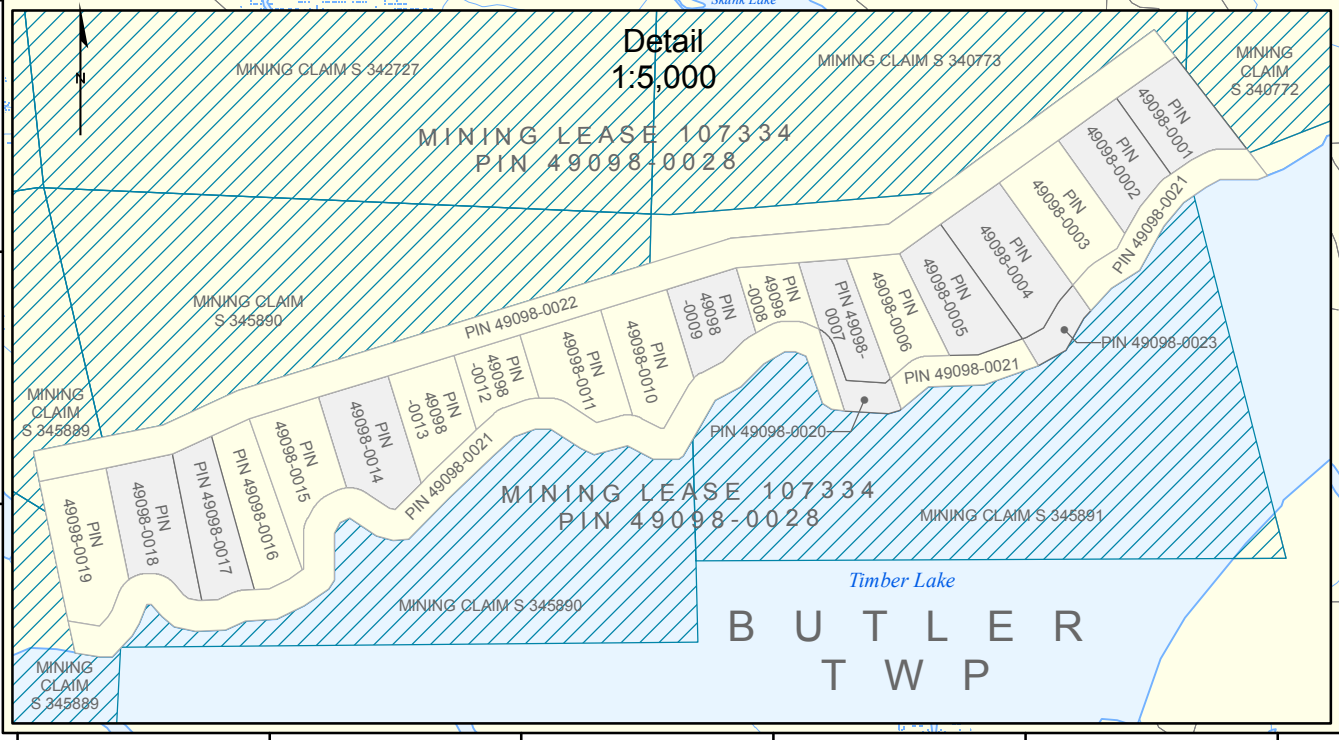 Skunk Lake
Detail
1:5,000
N
MINING CLAIM S 342727
MINING CLAIM S 340773
MINING
CLAIM
S 340772
MINING LEASE 107334
PIN 49098-0028
PIN
49098-0001
PIN
49098-0002
PIN
49098-0003
PIN
49098-0004
PIN
49098-0005
PIN
49098-0006
PIN 49098-
0007
PIN
49098
-0008
PIN
49098
-0009
PIN
49098-0010
PIN
49098-0011
PIN
49098
-0012
PIN
49098
-0013
PIN
49098-0014
PIN
49098-0015
PIN 49098-0016
PIN 49098-0017
PIN
49098-0018
PIN
49098-0019
PIN 49098-0021
PIN 49098-0022
PIN 49098-0023
PIN 49098-0021
PIN 49098-0020
PIN 49098-0021
MINING CLAIM
S 345890
MINING
CLAIM
S 345889
MINING LEASE 107334
PIN 49098-0028
MINING CLAIM S 345891
MINING CLAIM S 345890
Timber Lake
BUTLER
TWP
MINING
CLAIM
S 345889